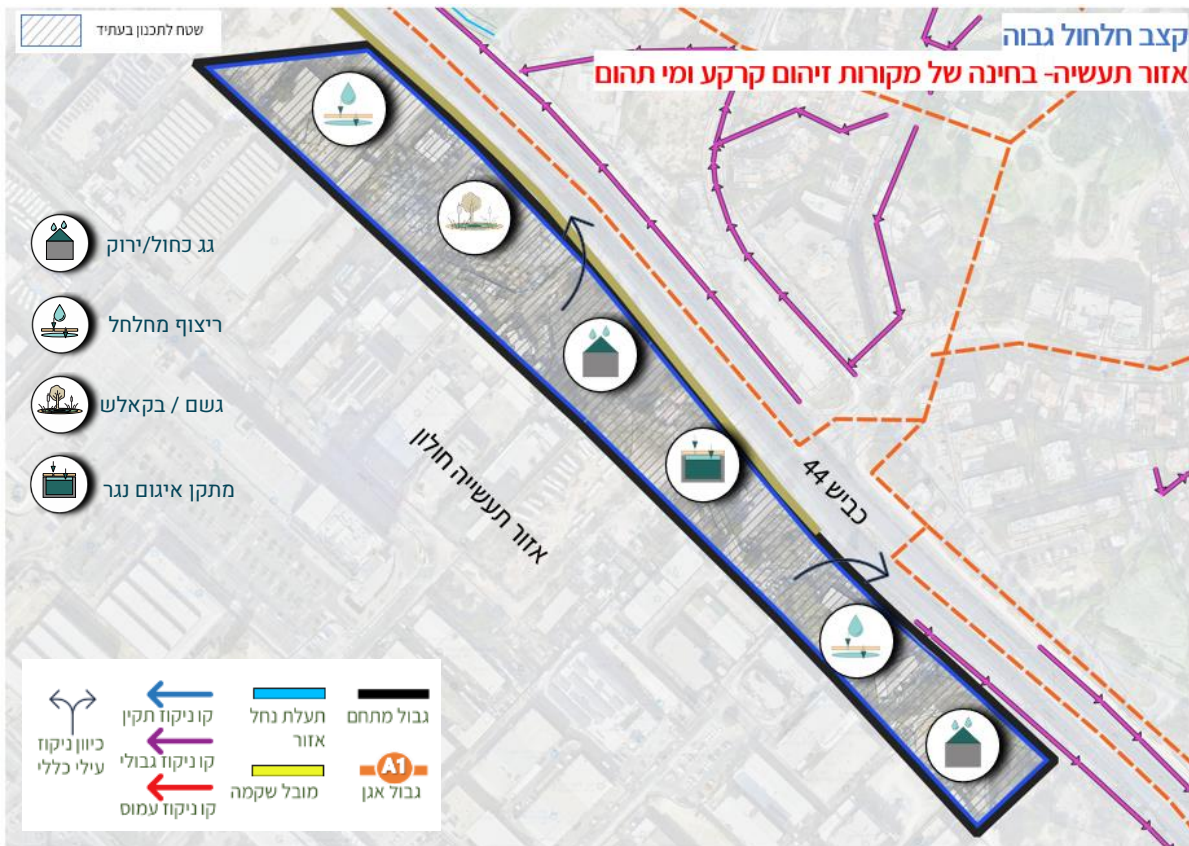 קצב חלחול גבוה
אזור תעשיה- בחינה של מקורות זיהום קרקע ומי תהום
שטח לתכנון בעתיד
גג כחול/ירוק
ריצוף מחלחל
גשם / בקאלש
מתקן איגום נגר
אזור תעשייה חולון
כביש 44
גבול מתחם
תעלת נחל אזור
קו ניקוז תקין
כיוון ניקוז עילי כללי
קו ניקוז גבולי
A1
גבול אגן
מובל שקמה
קו ניקוז עמוס